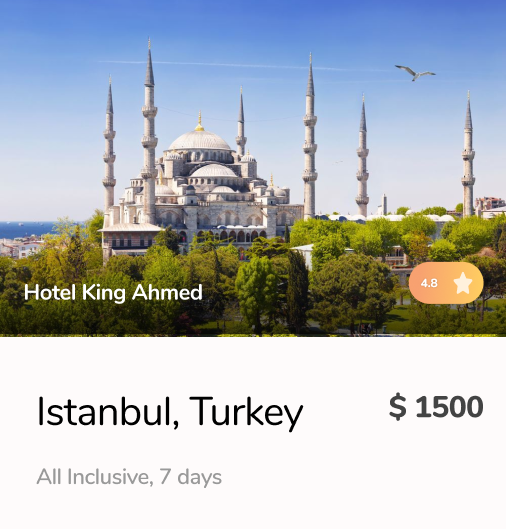 Hotel King Ahmed
4.8
Istanbul, Turkey
$ 1500
All Inclusive, 7 days